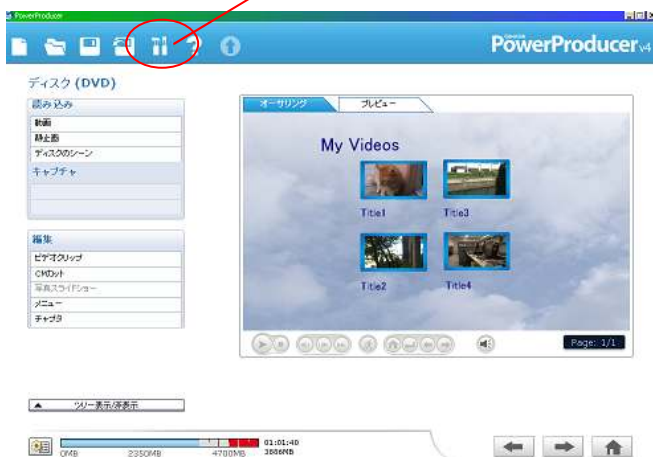 PowerProducer
PowerProducer v4
ディスク (DVD)
読み込み
動画
静止画
ディスクのシーン
キャプチャ
編集
ビデオクリップ
CMカット
写真スライドショー
メニュー
チャプタ
オーサリング
プレビュー
My Videos
Title1
Title3
Title2
Title4
Page: 1/1
ツリー表示/非表示
0MB
2350MB
4700MB
01:01:40
3886MB